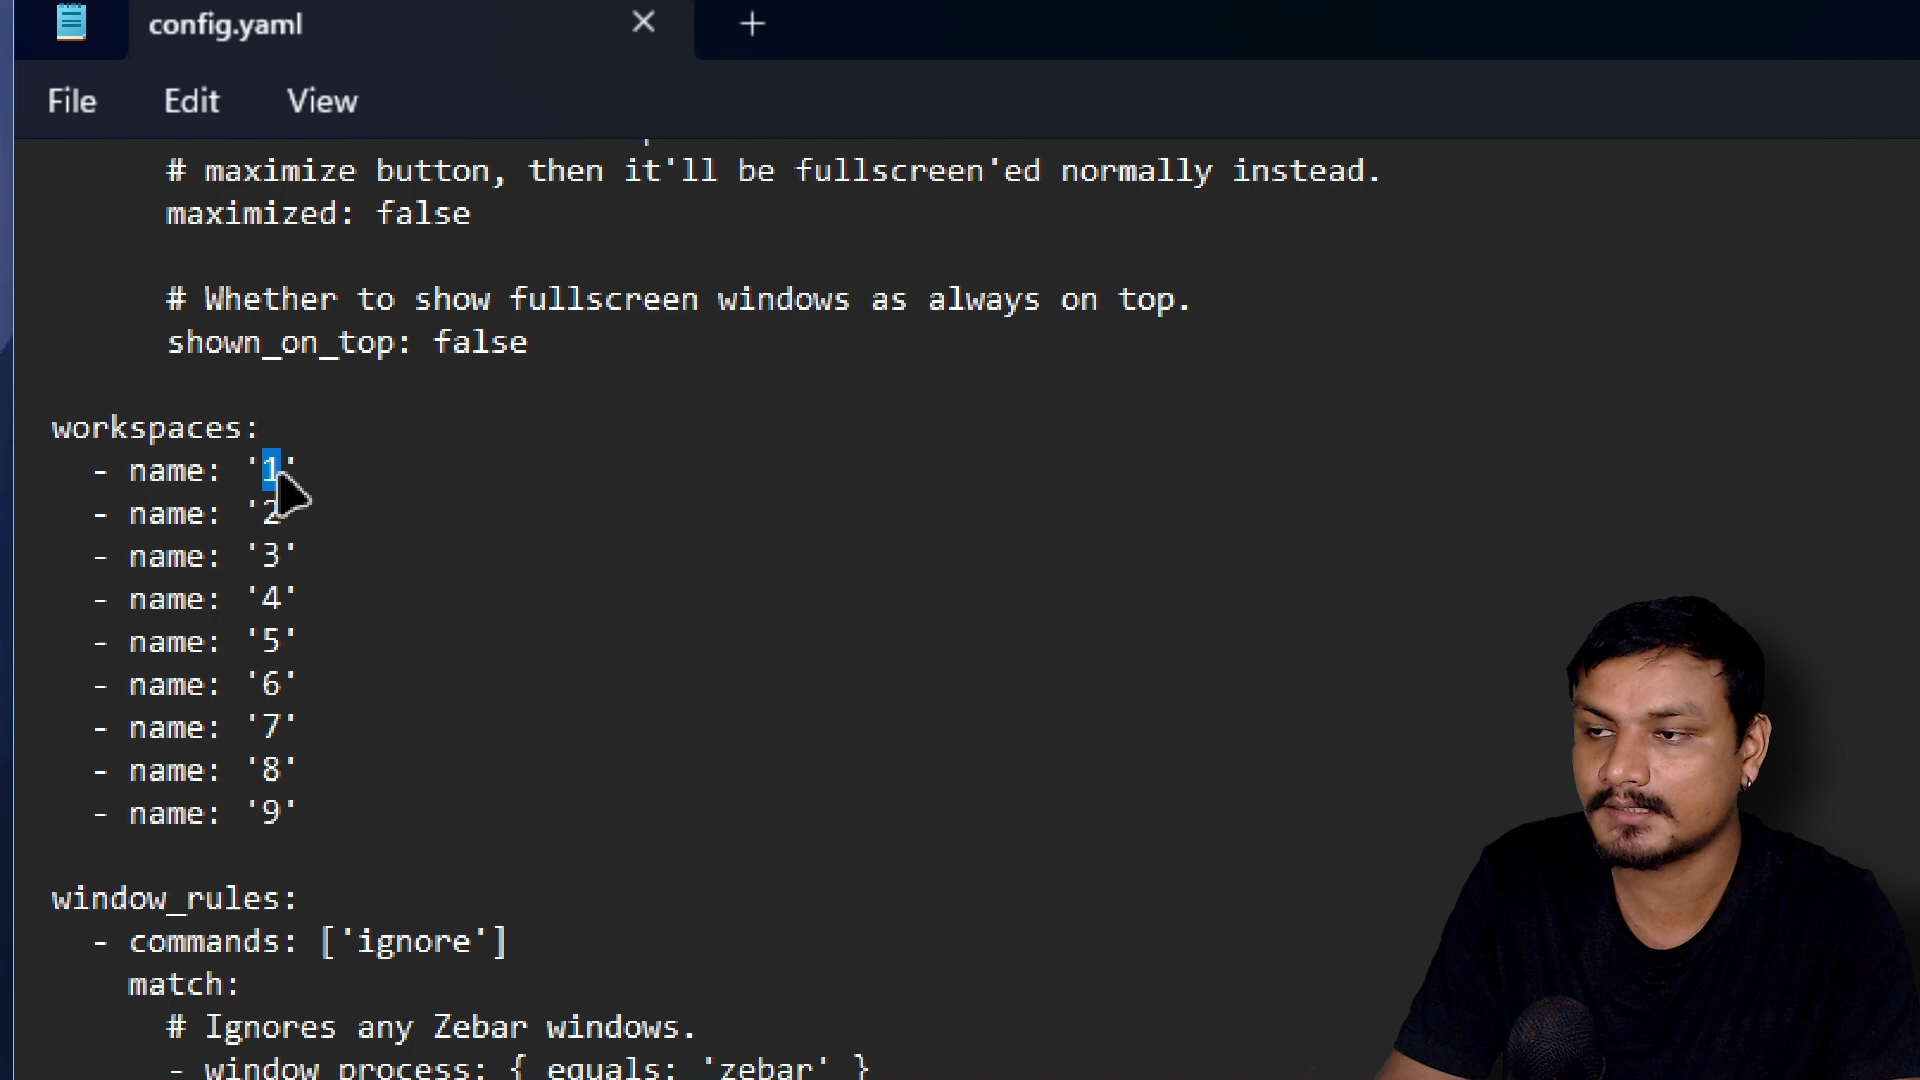 config.yaml
File Edit View
# maximize button, then it'll be fullscreen'ed normally instead.
maximized: false
# Whether to show fullscreen windows as always on top.
shown_on_top: false
workspaces:
- name: '1'
- name: '2
- name: '3'
- name: '4'
- name: '5'
- name: '6'
- name: '7'
- name: '8'
- name: '9'
window_rules:
- commands: ['ignore']
match:
# Ignores any Zebar windows.
- window_process: { equals: 'zebar' }